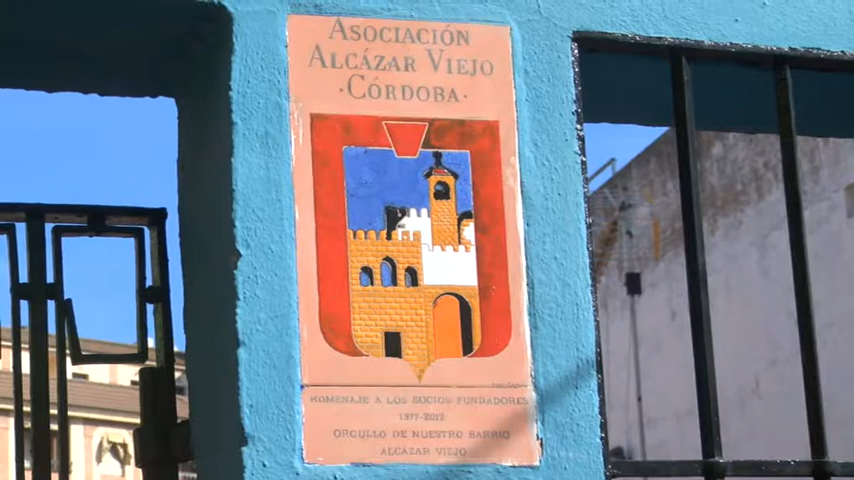 ASOCIACIÓN
ALCÁZAR VIEJO
·CÓRDOBA·
HOMENAJE A LOS SOCIOS FUNDADORES
1977-2012
ORGULLO DE NUESTRO BARRIO
ALCAZAR VIEJO